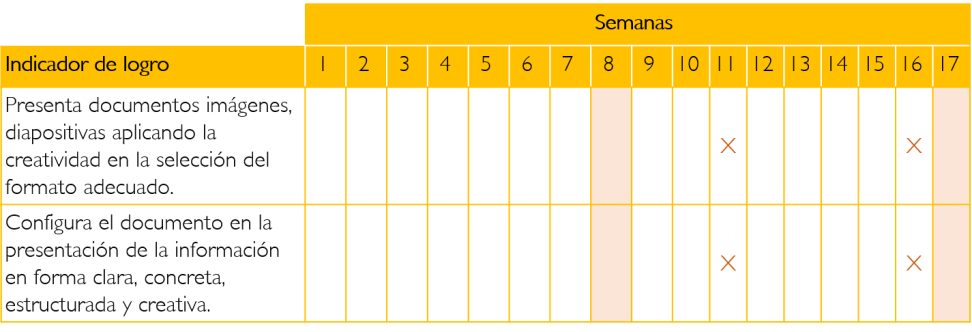 Semanas
Indicador de logro 1 2 3 4 5 6 7 8 9 10 11 12 13 14 15 16 17
Presenta documentos imágenes,
diapositivas aplicando la
creatividad en la selección del
formato adecuado.
X X
Configura el documento en la
presentación de la información
en forma clara, concreta,
estructurada y creativa.
X X